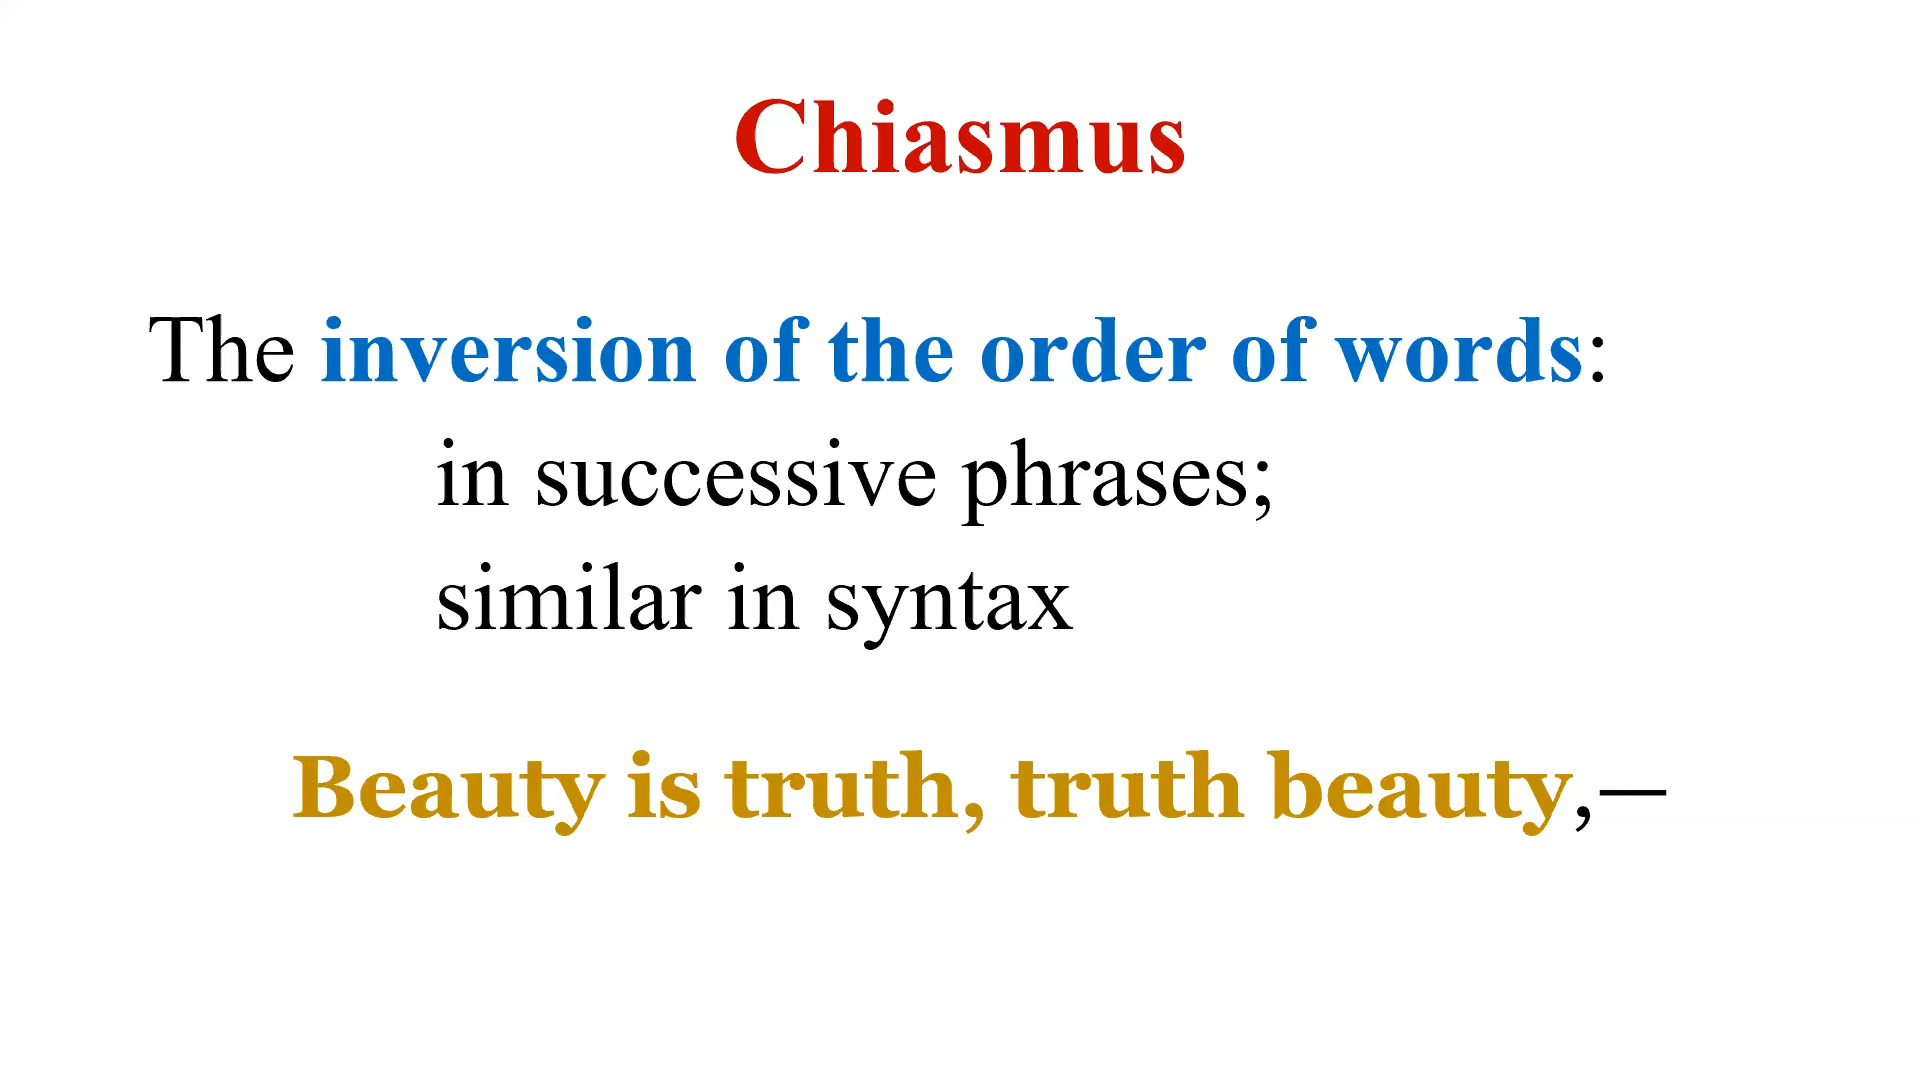 Chiasmus
The inversion of the order of words:
in successive phrases;
similar in syntax
Beauty is truth, truth beauty,—